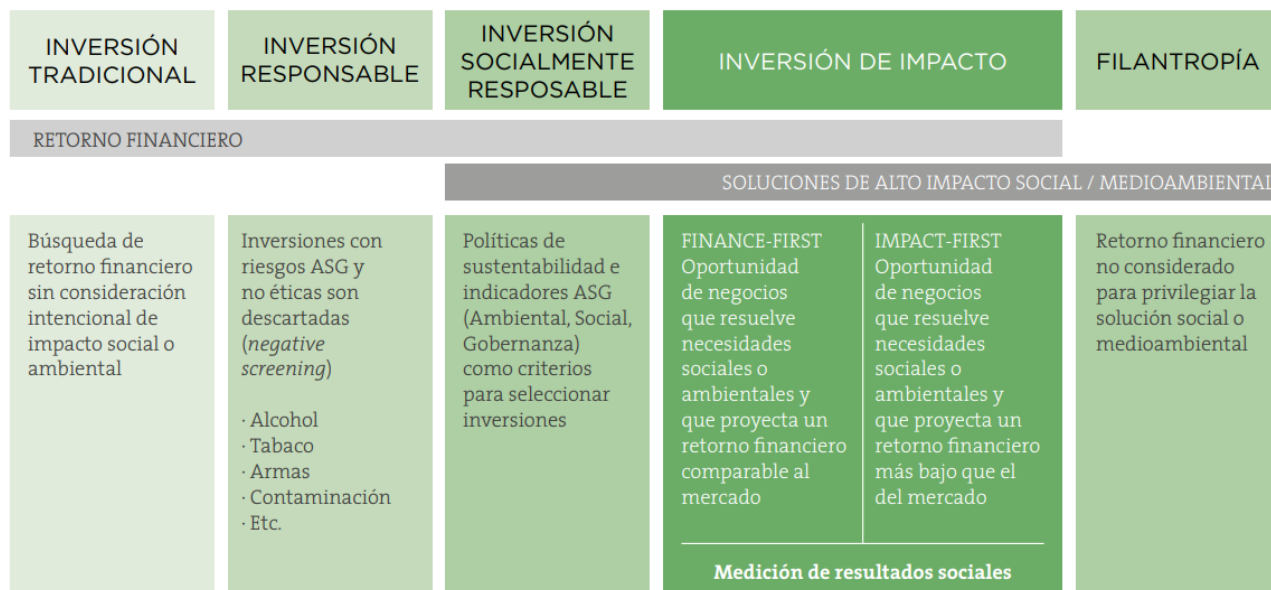 INVERSIÓN
TRADICIONAL
INVERSIÓN
RESPONSABLE
INVERSIÓN
SOCIALMENTE
RESPOSABLE
INVERSIÓN DE IMPACTO
FILANTROPÍA
RETORNO FINANCIERO
SOLUCIONES DE ALTO IMPACTO SOCIAL / MEDIOAMBIENTAL
Búsqueda de
retorno financiero
sin consideración
intencional de
impacto social o
ambiental
Inversiones con
riesgos ASG y
no éticas son
descartadas
(negative
screening)
· Alcohol
· Tabaco
· Armas
· Contaminación
· Etc.
Políticas de
sustentabilidad e
indicadores ASG
(Ambiental, Social,
Gobernanza)
como criterios
para seleccionar
inversiones
FINANCE-FIRST
Oportunidad
de negocios
que resuelve
necesidades
sociales o
ambientales y
que proyecta un
retorno financiero
comparable al
mercado
IMPACT-FIRST
Oportunidad
de negocios
que resuelve
necesidades
sociales o
ambientales y
que proyecta un
retorno financiero
más bajo que el
del mercado
Medición de resultados sociales
Retorno financiero
no considerado
para privilegiar la
solución social o
medioambiental